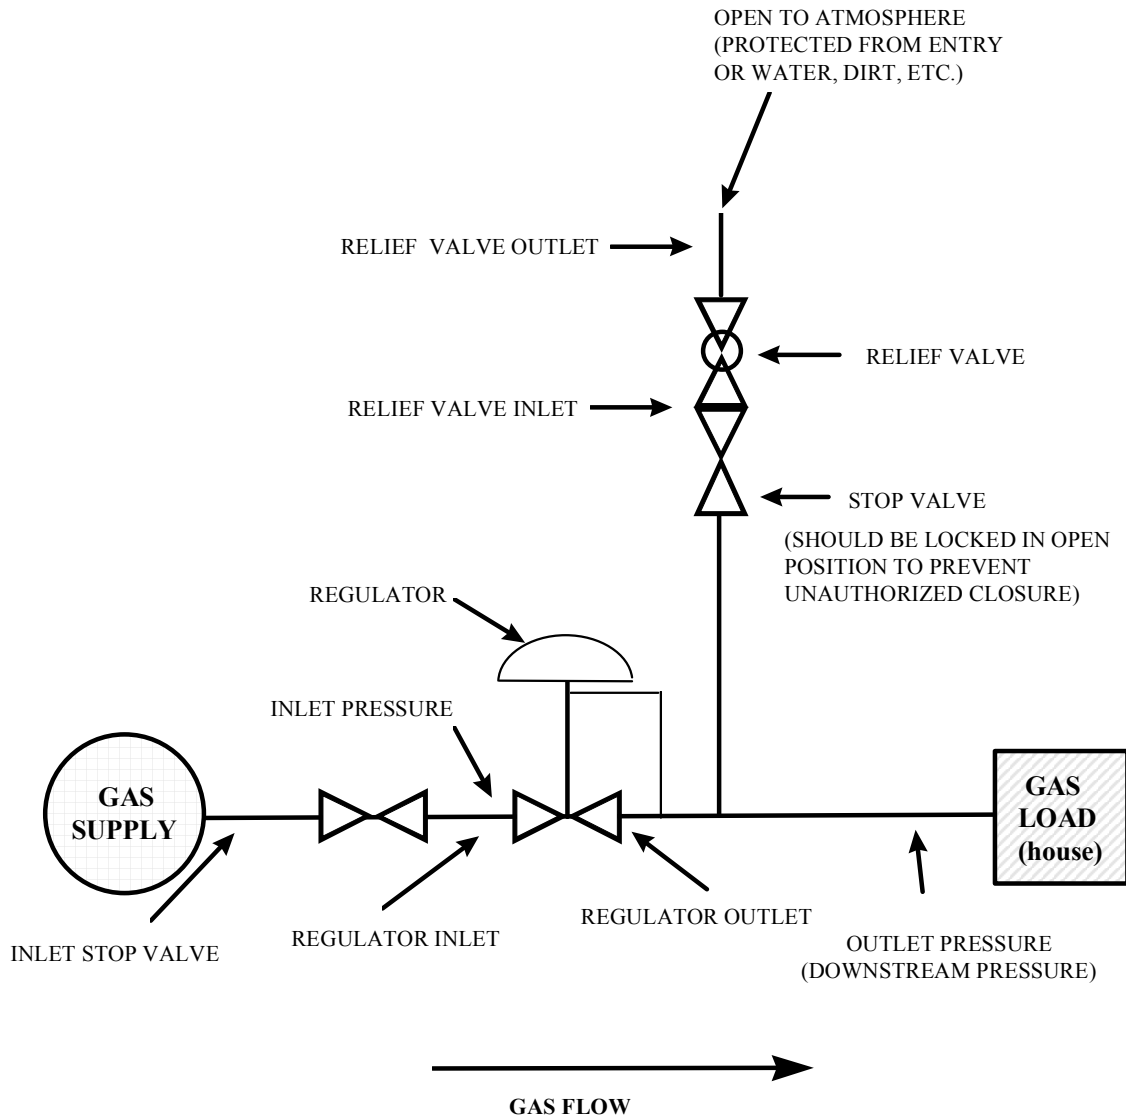 OPEN TO ATMOSPHERE
(PROTECTED FROM ENTRY
OR WATER, DIRT, ETC.)
RELIEF VALVE OUTLET
RELIEF VALVE
RELIEF VALVE INLET
STOP VALVE
(SHOULD BE LOCKED IN OPEN
POSITION TO PREVENT
UNAUTHORIZED CLOSURE)
REGULATOR
INLET PRESSURE
GAS
SUPPLY
GAS
LOAD
(house)
INLET STOP VALVE
REGULATOR INLET
REGULATOR OUTLET
OUTLET PRESSURE
(DOWNSTREAM PRESSURE)
GAS FLOW